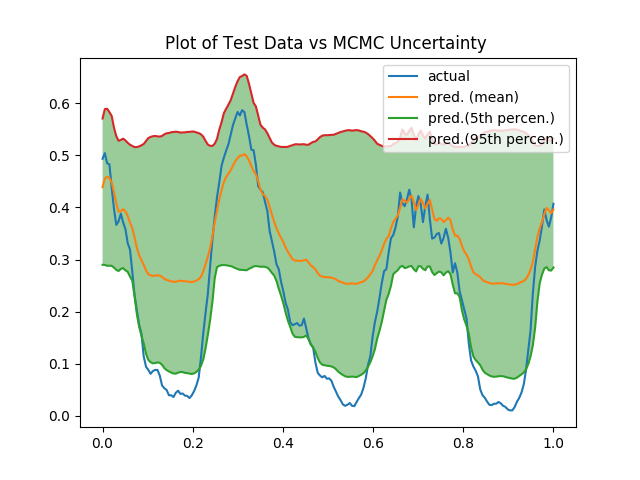 Plot of Test Data vs MCMC Uncertainty
actual
pred. (mean)
pred.(5th percen.)
pred.(95th percen.)
0.6
0.5
0.4
0.3
0.2
0.1
0.0
0.0 0.2 0.4 0.6 0.8 1.0